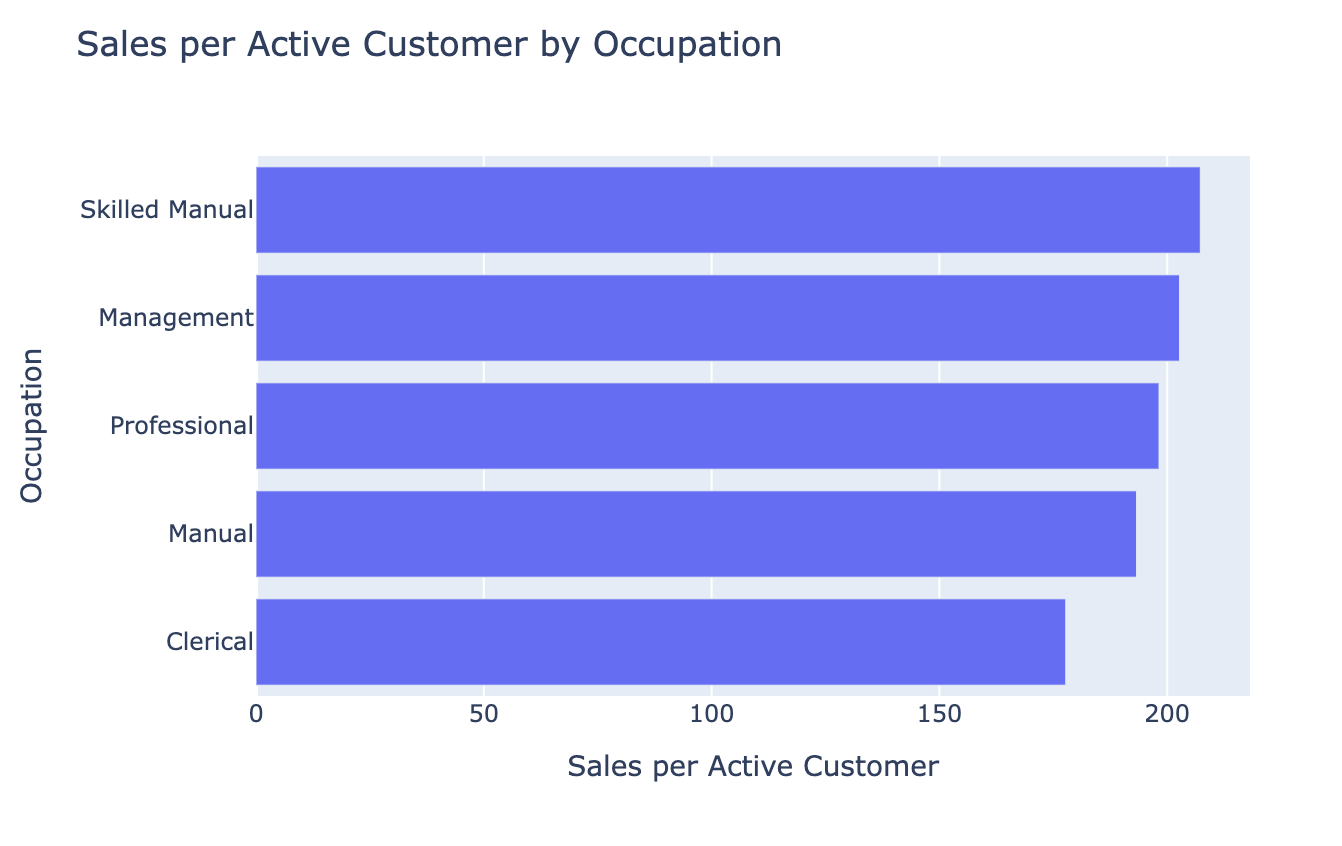 Sales per Active Customer by Occupation
Occupation
Skilled Manual
Management
Professional
Manual
Clerical
0 50 100 150 200
Sales per Active Customer